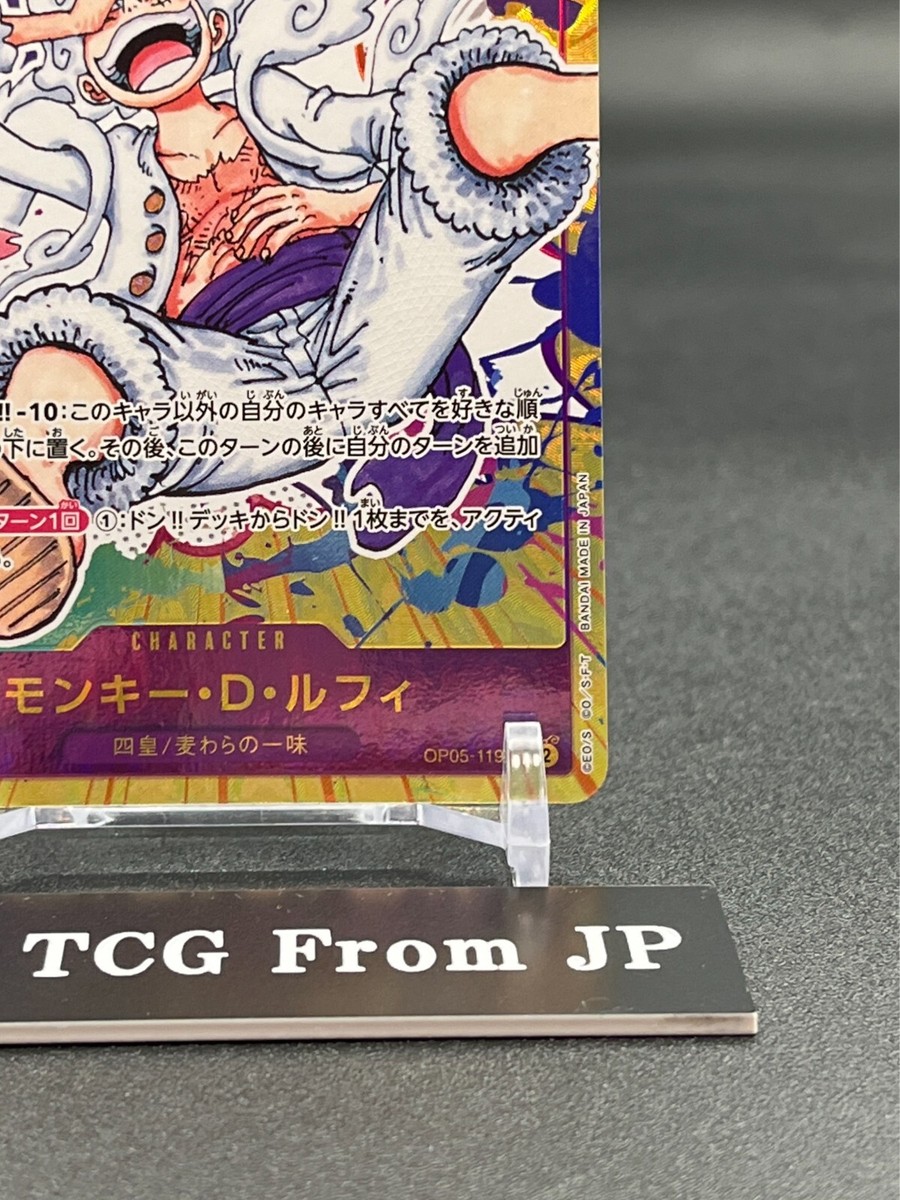 !! -10:このキャラ以外の自分のキャラすべてを好きな順
下に置く。その後、このターンの後に自分のターンを追加
ターン1回 ①:ドン!!デッキからドン!!1枚までを、アクティ
。
CHARACTER
モンキー・D・ルフィ
四皇/麦わらの一味
OP05-119
2
©EO/S ©O/S・F・T BANDAI MADE IN JAPAN
TCG From JP